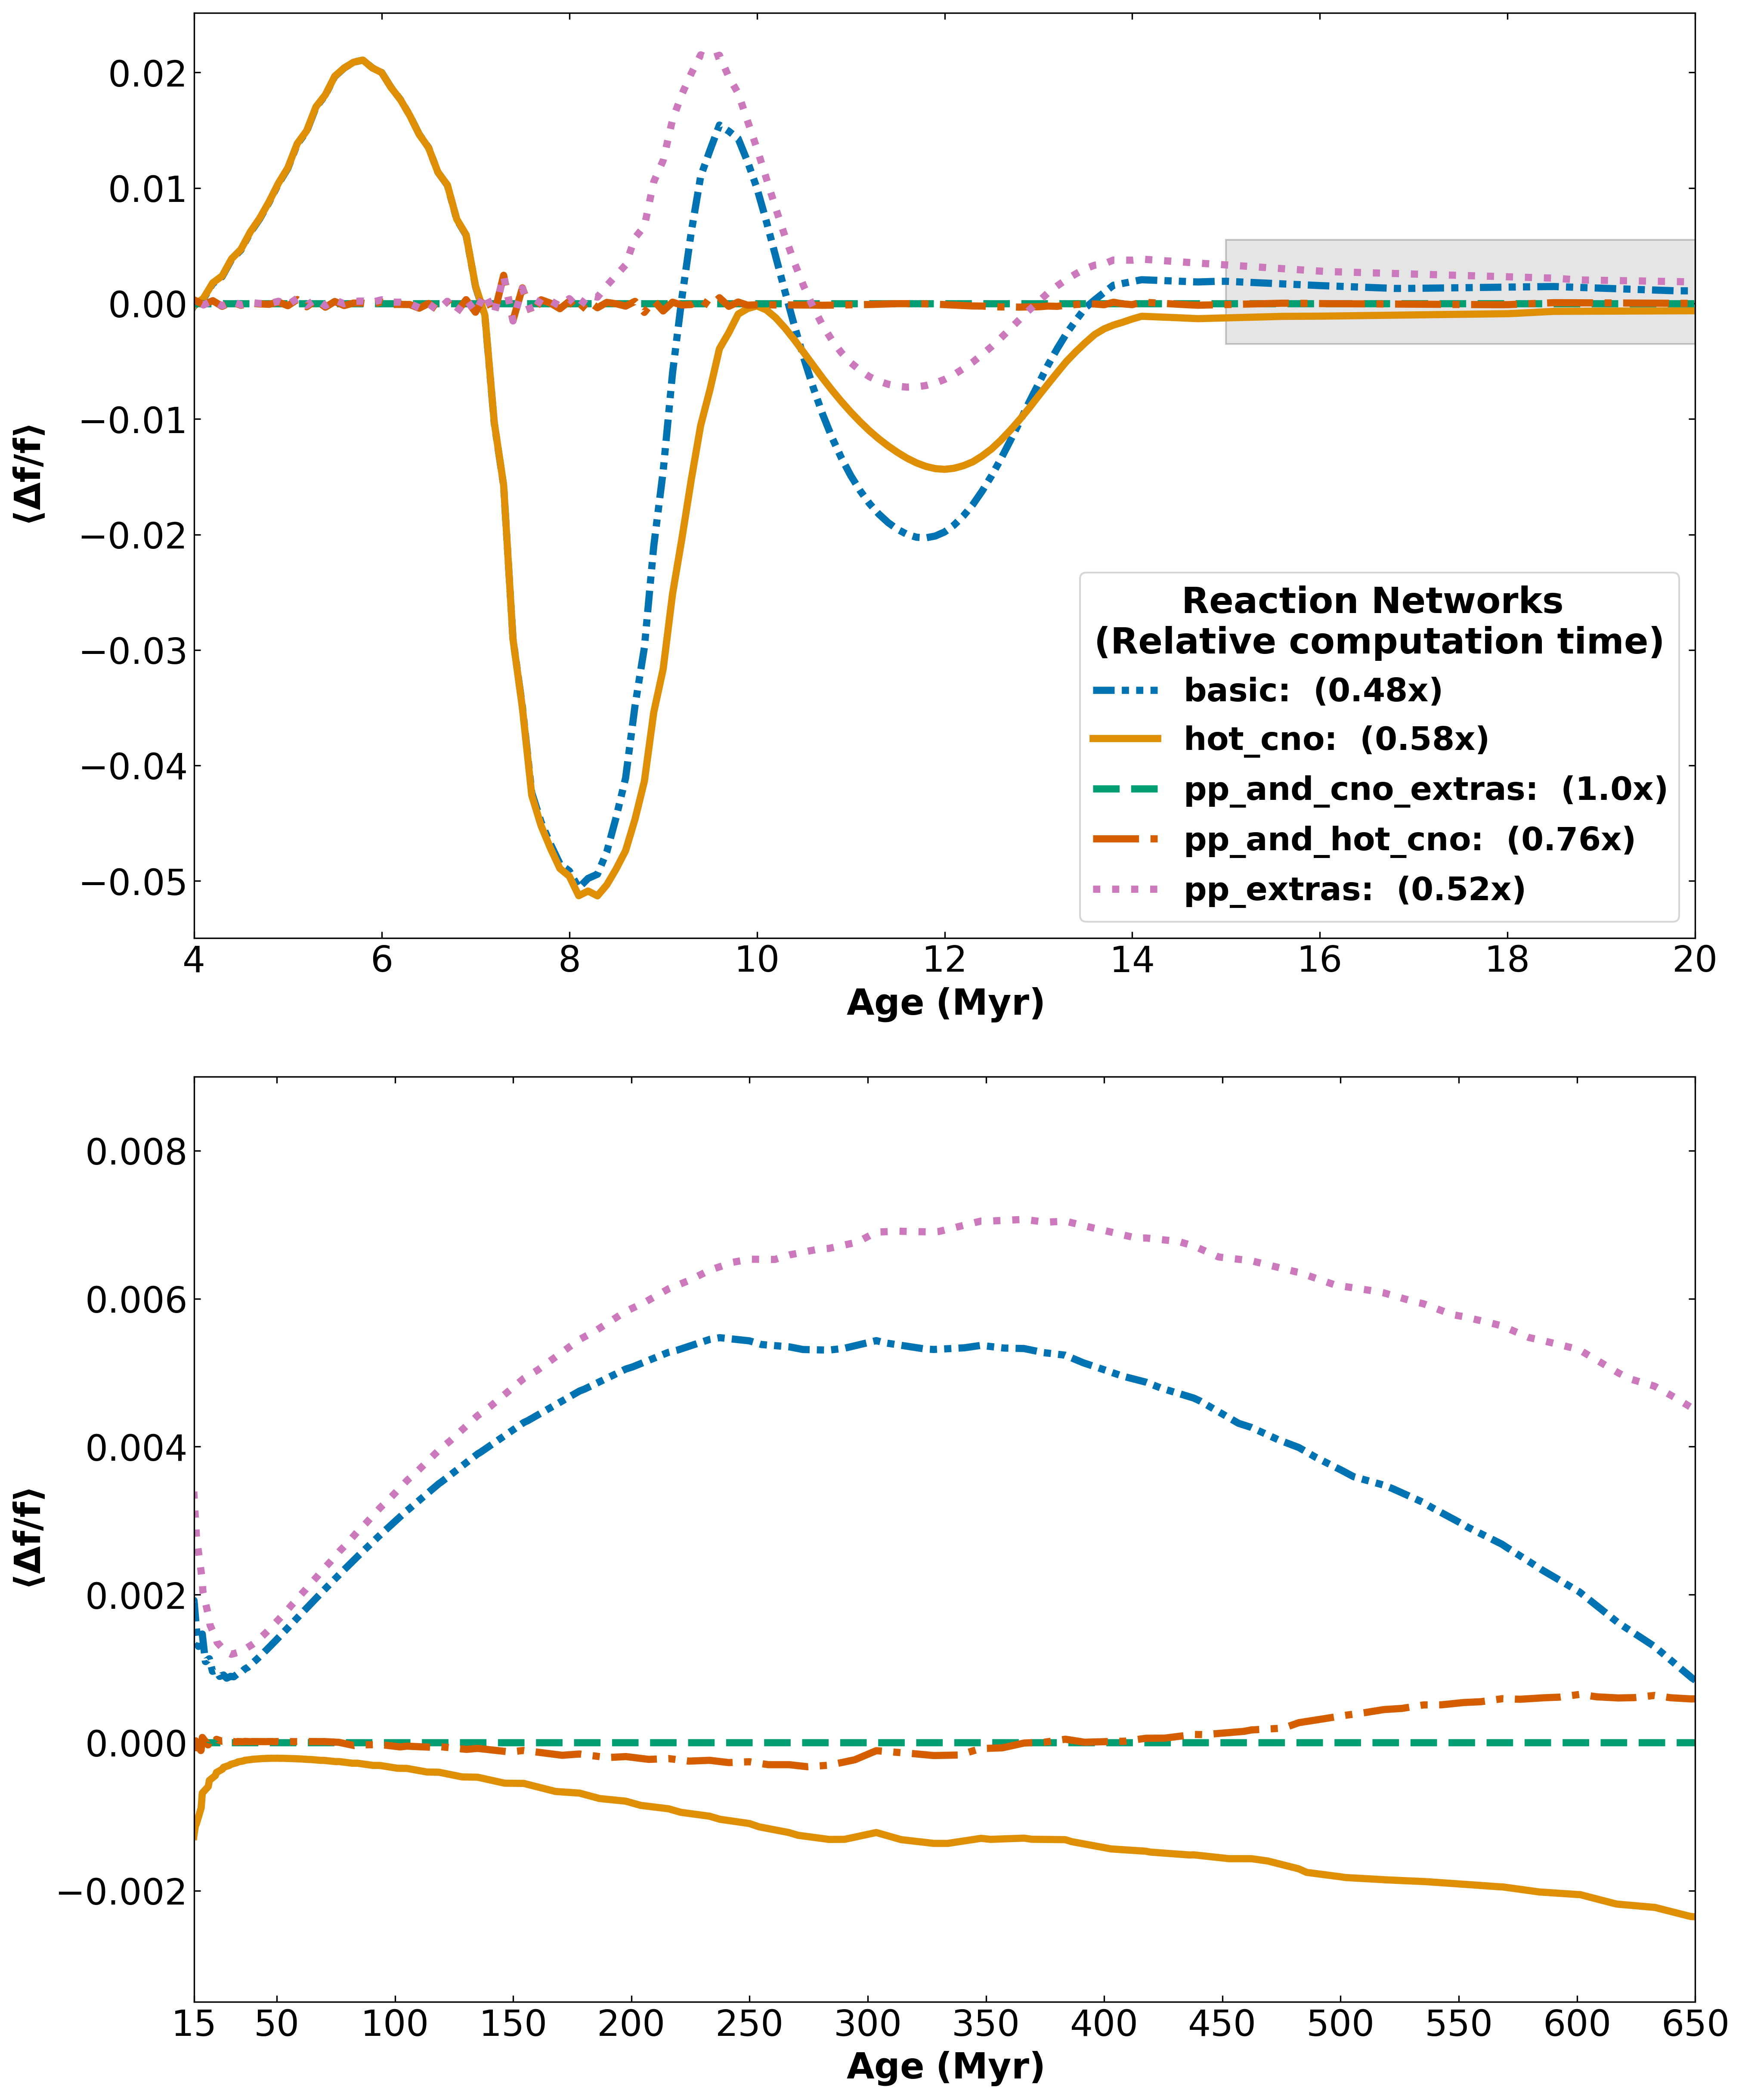 0.02
0.01
0.00
−0.01
−0.02
−0.03
−0.04
−0.05
⟨Δf/f⟩
4 6 8 10 12 14 16 18 20
Age (Myr)
Reaction Networks
(Relative computation time)
basic: (0.48x)
hot_cno: (0.58x)
pp_and_cno_extras: (1.0x)
pp_and_hot_cno: (0.76x)
pp_extras: (0.52x)
0.008
0.006
0.004
0.002
0.000
−0.002
⟨Δf/f⟩
15 50 100 150 200 250 300 350 400 450 500 550 600 650
Age (Myr)